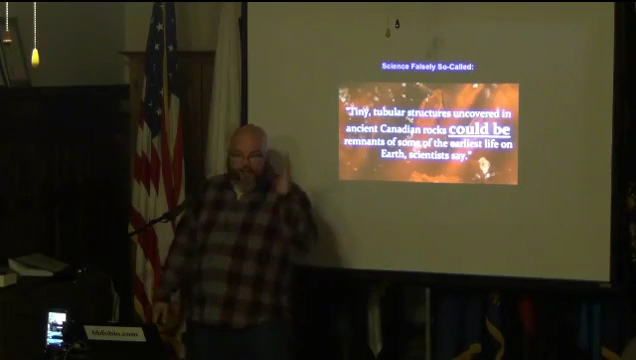 Science Falsely So-Called:
"Tiny, tubular structures uncovered in
ancient Canadian rocks could be
remnants of some of the earliest life on
Earth, scientists say."